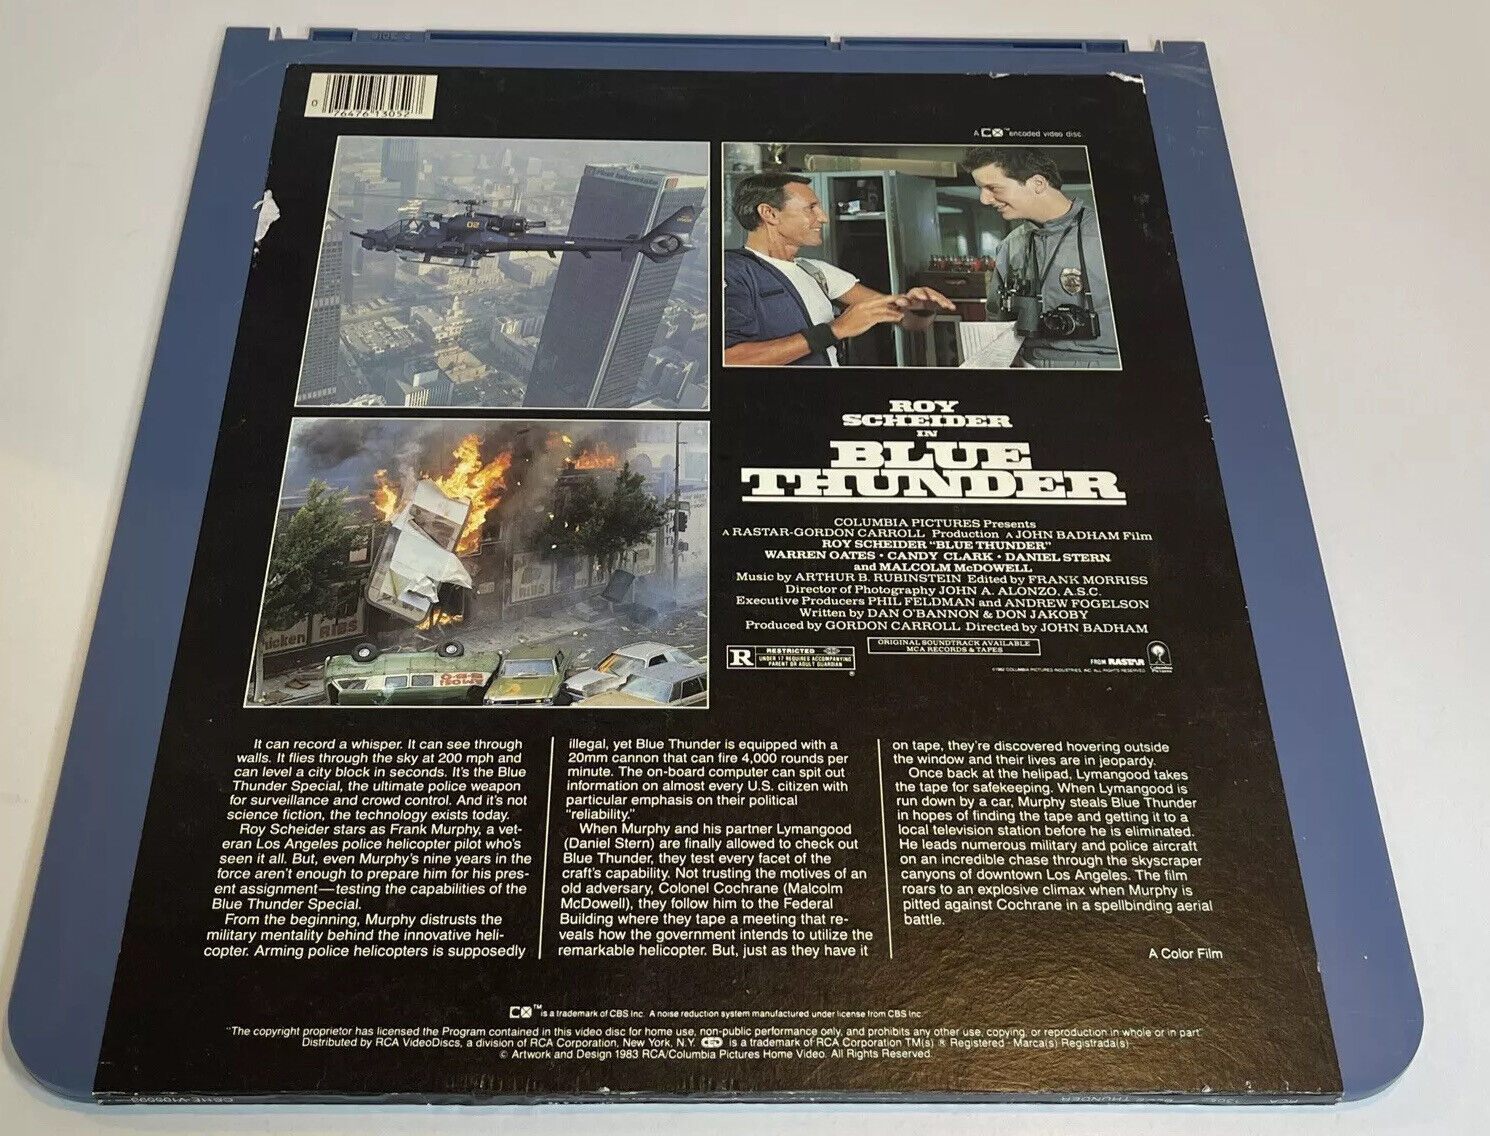 SIDE 2
0 76476 13052
A CX™ encoded video disc.
First Interstate
02
chicken RIBS
RIBS
BAR-B-Q
ROY
SCHEIDER
IN
BLUE
THUNDER
COLUMBIA PICTURES Presents
A RASTAR-GORDON CARROLL Production A JOHN BADHAM Film
ROY SCHEIDER "BLUE THUNDER"
WARREN OATES • CANDY CLARK • DANIEL STERN
and MALCOLM McDOWELL
Music by ARTHUR B. RUBINSTEIN Edited by FRANK MORRISS
Director of Photography JOHN A. ALONZO, A.S.C.
Executive Producers PHIL FELDMAN and ANDREW FOGELSON
Written by DAN O'BANNON & DON JAKOBY
Produced by GORDON CARROLL Directed by JOHN BADHAM
R RESTRICTED
UNDER 17 REQUIRES ACCOMPANYING
PARENT OR ADULT GUARDIAN
ORIGINAL SOUNDTRACK AVAILABLE
MCA RECORDS & TAPES
FROM RASTAR
Columbia
Pictures
©1982 COLUMBIA PICTURES INDUSTRIES, INC. ALL RIGHTS RESERVED
It can record a whisper. It can see through
walls. It flies through the sky at 200 mph and
can level a city block in seconds. It's the Blue
Thunder Special, the ultimate police weapon
for surveillance and crowd control. And it's not
science fiction, the technology exists today.
Roy Scheider stars as Frank Murphy, a vet-
eran Los Angeles police helicopter pilot who's
seen it all. But, even Murphy's nine years in the
force aren't enough to prepare him for his pres-
ent assignment—testing the capabilities of the
Blue Thunder Special.
From the beginning, Murphy distrusts the
military mentality behind the innovative heli-
copter. Arming police helicopters is supposedly
illegal, yet Blue Thunder is equipped with a
20mm cannon that can fire 4,000 rounds per
minute. The on-board computer can spit out
information on almost every U.S. citizen with
particular emphasis on their political
"reliability."
When Murphy and his partner Lymangood
(Daniel Stern) are finally allowed to check out
Blue Thunder, they test every facet of the
craft's capability. Not trusting the motives of an
old adversary, Colonel Cochrane (Malcolm
McDowell), they follow him to the Federal
Building where they tape a meeting that re-
veals how the government intends to utilize the
remarkable helicopter. But, just as they have it
on tape, they're discovered hovering outside
the window and their lives are in jeopardy.
Once back at the helipad, Lymangood takes
the tape for safekeeping. When Lymangood is
run down by a car, Murphy steals Blue Thunder
in hopes of finding the tape and getting it to a
local television station before he is eliminated.
He leads numerous military and police aircraft
on an incredible chase through the skyscraper
canyons of downtown Los Angeles. The film
roars to an explosive climax when Murphy is
pitted against Cochrane in a spellbinding aerial
battle.
A Color Film
CX™ is a trademark of CBS Inc. A noise reduction system manufactured under license from CBS Inc.
"The copyright proprietor has licensed the Program contained in this video disc for home use, non-public performance only, and prohibits any other use, copying, or reproduction in whole or in part."
Distributed by RCA VideoDiscs, a division of RCA Corporation, New York, N.Y. CED is a trademark of RCA Corporation TM(s) ® Registered - Marca(s) Registrada(s)
© Artwork and Design 1983 RCA/Columbia Pictures Home Video. All Rights Reserved.